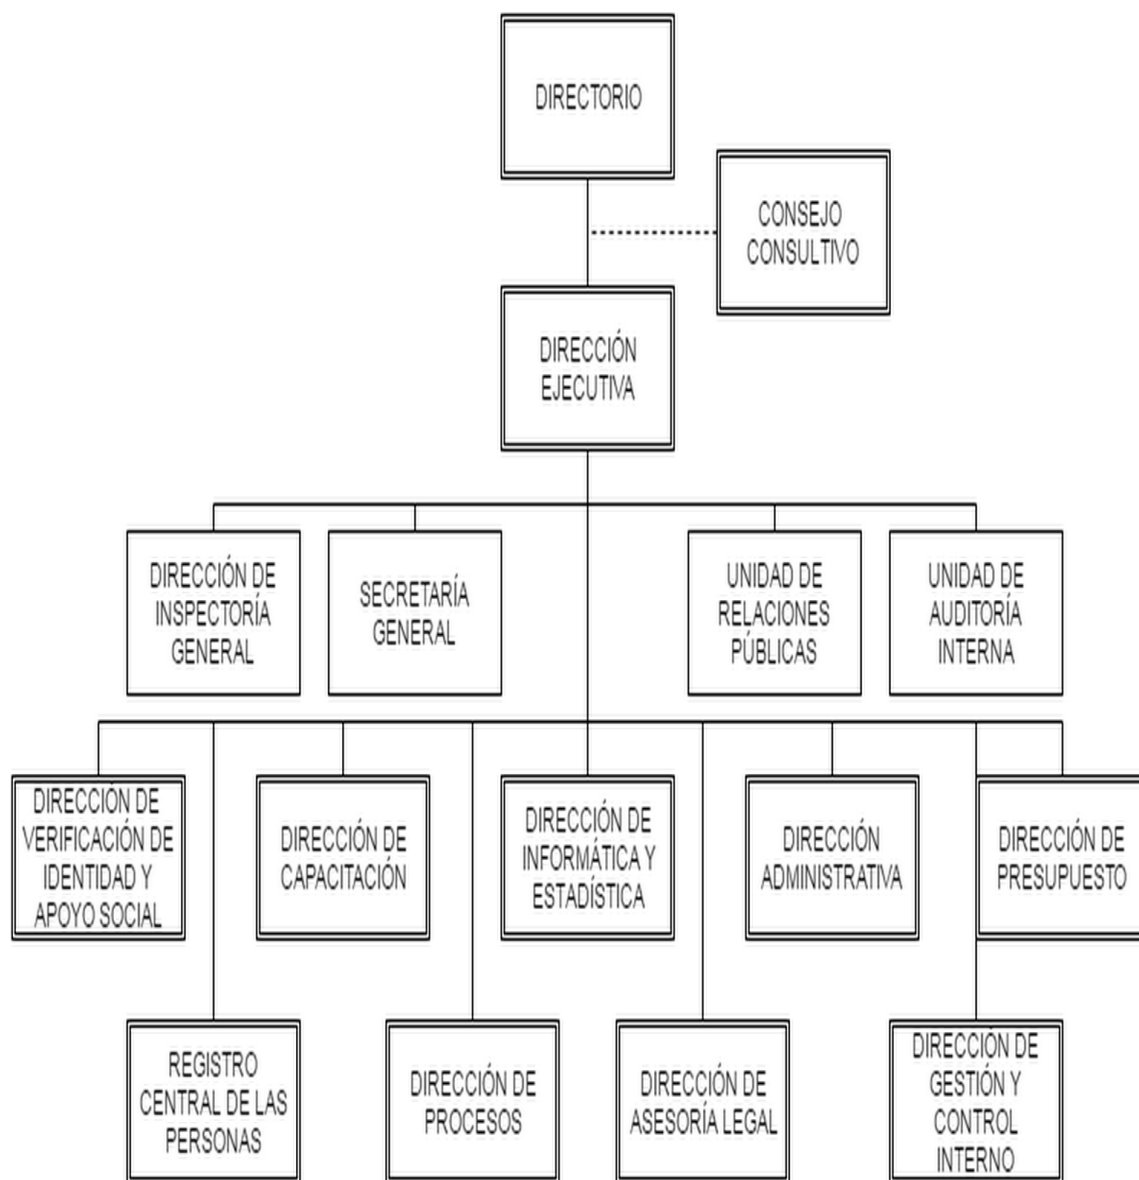 DIRECTORIO
CONSEJO
CONSULTIVO
DIRECCIÓN
EJECUTIVA
DIRECCIÓN DE
INSPECTORÍA
GENERAL
SECRETARÍA
GENERAL
UNIDAD DE
RELACIONES
PÚBLICAS
UNIDAD DE
AUDITORÍA
INTERNA
DIRECCIÓN DE
VERIFICACIÓN DE
IDENTIDAD Y
APOYO SOCIAL
DIRECCIÓN DE
CAPACITACIÓN
DIRECCIÓN DE
INFORMÁTICA Y
ESTADÍSTICA
DIRECCIÓN
ADMINISTRATIVA
DIRECCIÓN DE
PRESUPUESTO
REGISTRO
CENTRAL DE LAS
PERSONAS
DIRECCIÓN DE
PROCESOS
DIRECCIÓN DE
ASESORÍA LEGAL
DIRECCIÓN DE
GESTIÓN Y
CONTROL
INTERNO